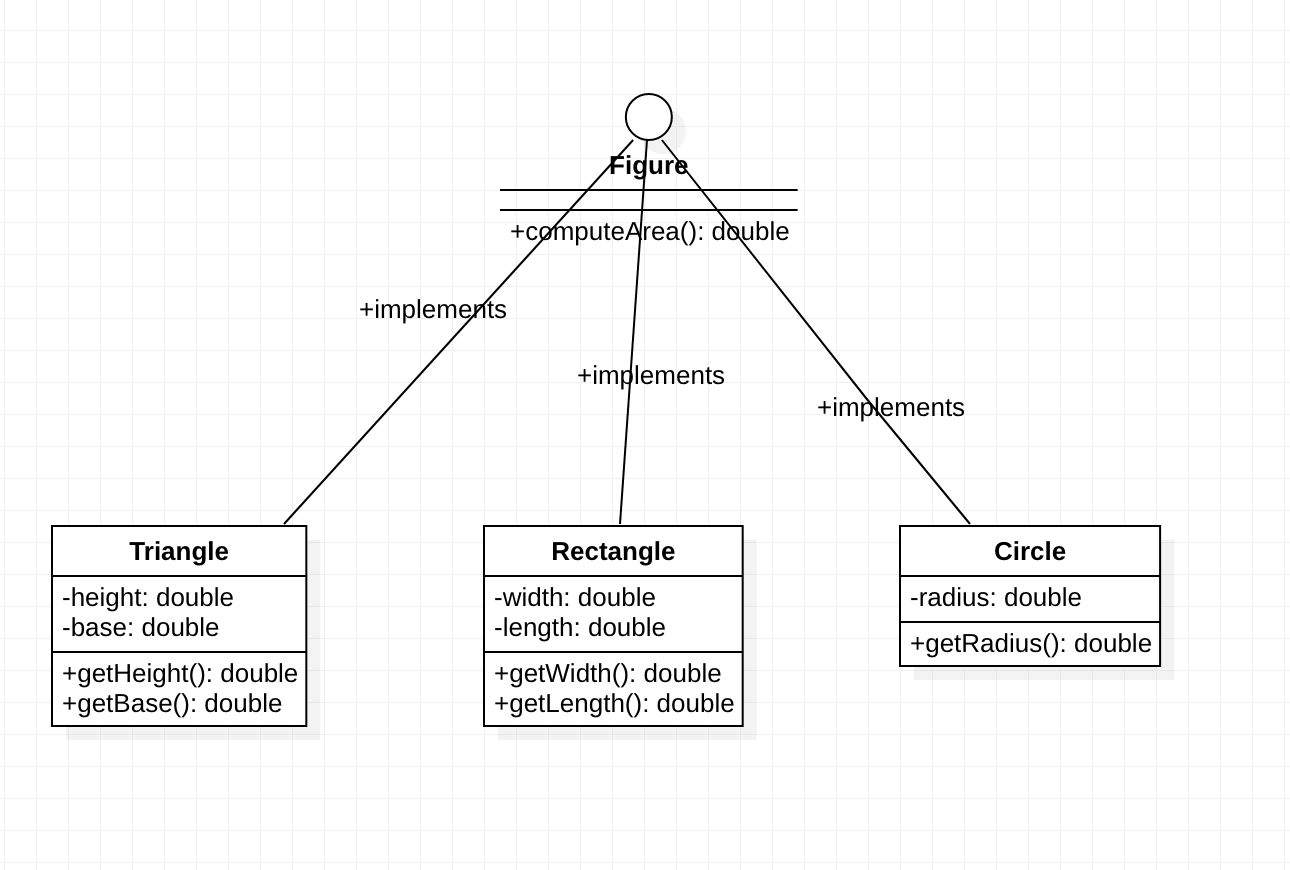 Figure
+computeArea(): double
+implements
+implements
+implements
Triangle
-height: double
-base: double
+getHeight(): double
+getBase(): double
Rectangle
-width: double
-length: double
+getWidth(): double
+getLength(): double
Circle
-radius: double
+getRadius(): double